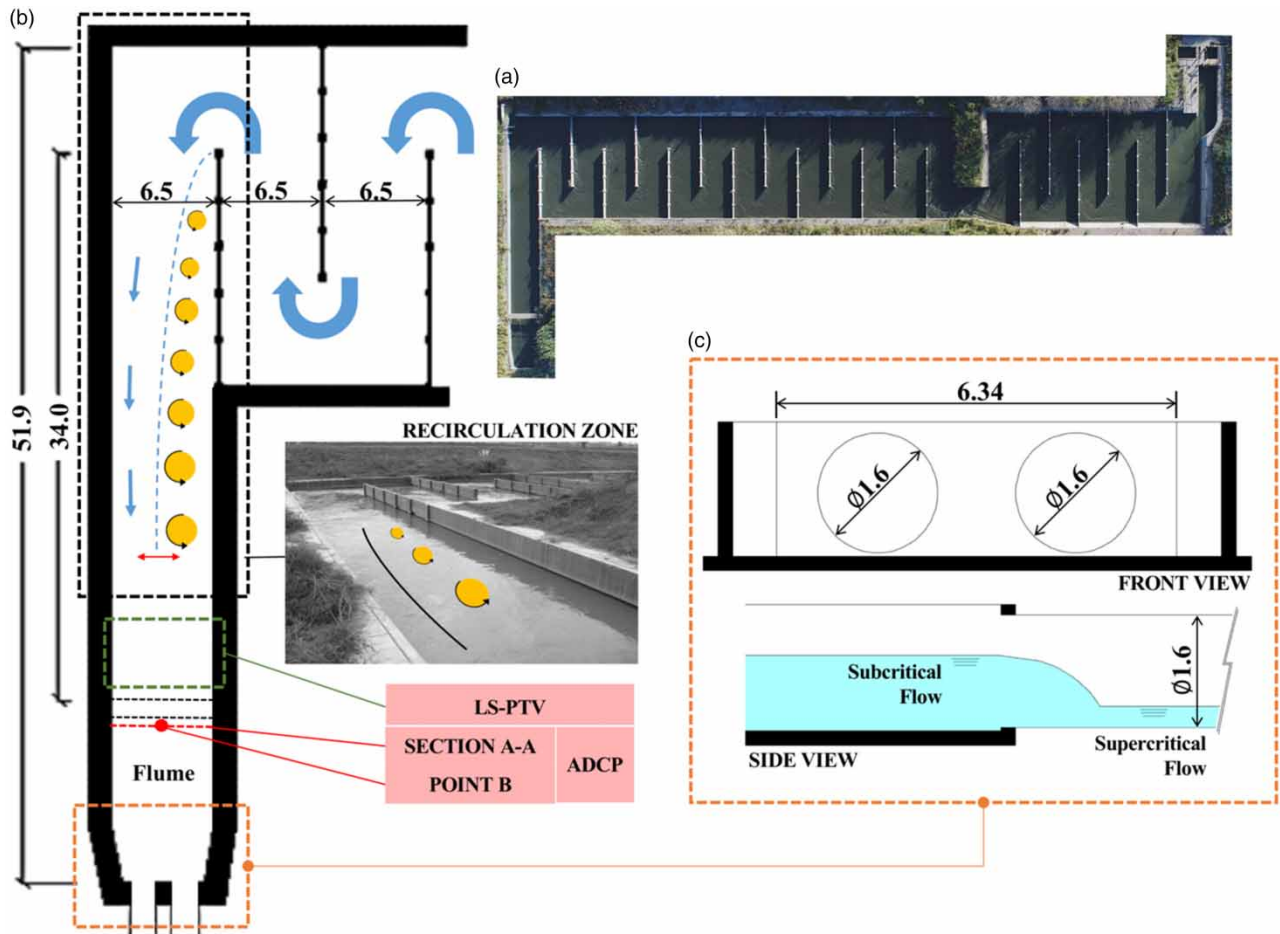 (b)
(a)
6.5
6.5
6.5
51.9
34.0
(c)
6.34
Ø1.6
Ø1.6
FRONT VIEW
RECIRCULATION ZONE
Subcritical
Flow
Ø1.6
Supercritical
Flow
SIDE VIEW
LS-PTV
SECTION A-A
POINT B
ADCP
Flume